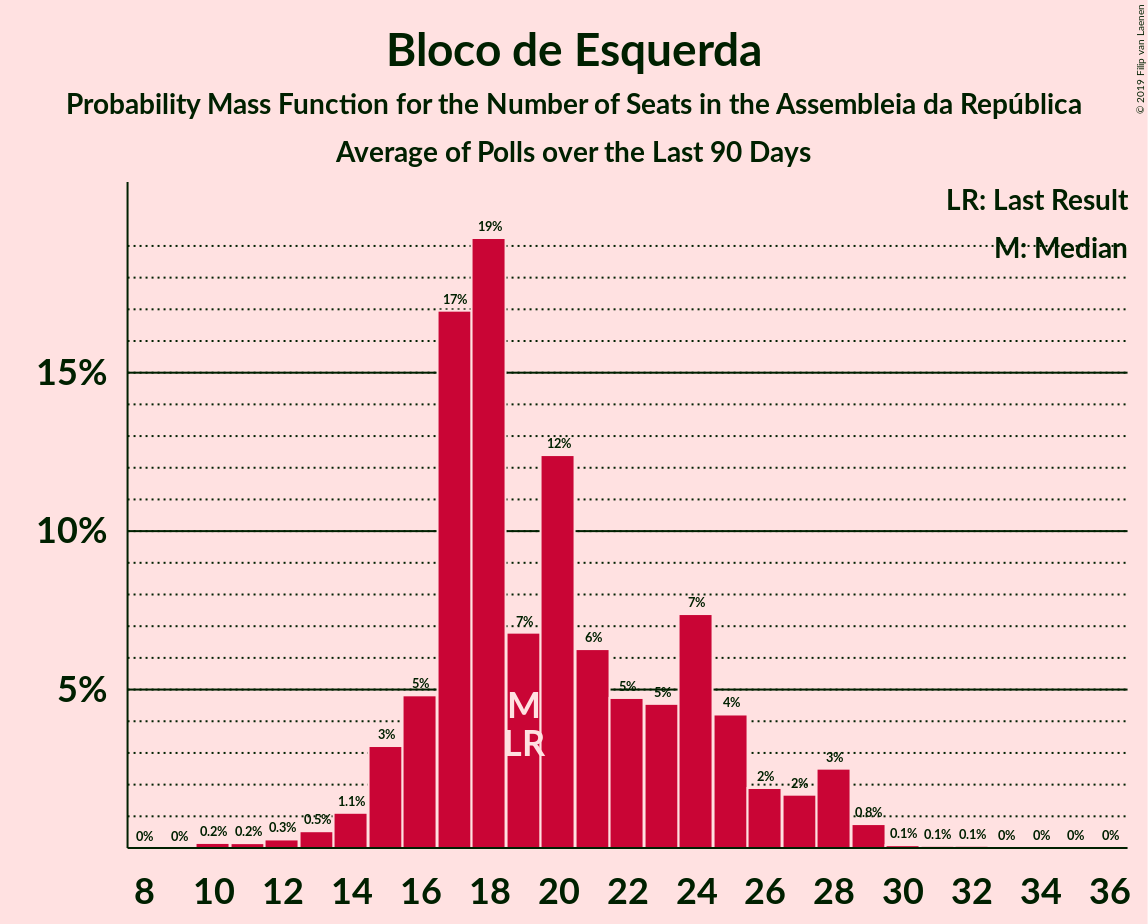 Bloco de Esquerda
Probability Mass Function for the Number of Seats in the Assembleia da República
Average of Polls over the Last 90 Days
© 2019 Filip van Laenen
LR: Last Result
M: Median
15%
10%
5%
0% 0% 0.2% 0.2% 0.3% 0.5% 1.1% 3% 5% 17% 19% 7% 12% 6% 5% 5% 7% 4% 2% 2% 3% 0.8% 0.1% 0.1% 0.1% 0% 0% 0% 0%
M
LR
8 10 12 14 16 18 20 22 24 26 28 30 32 34 36